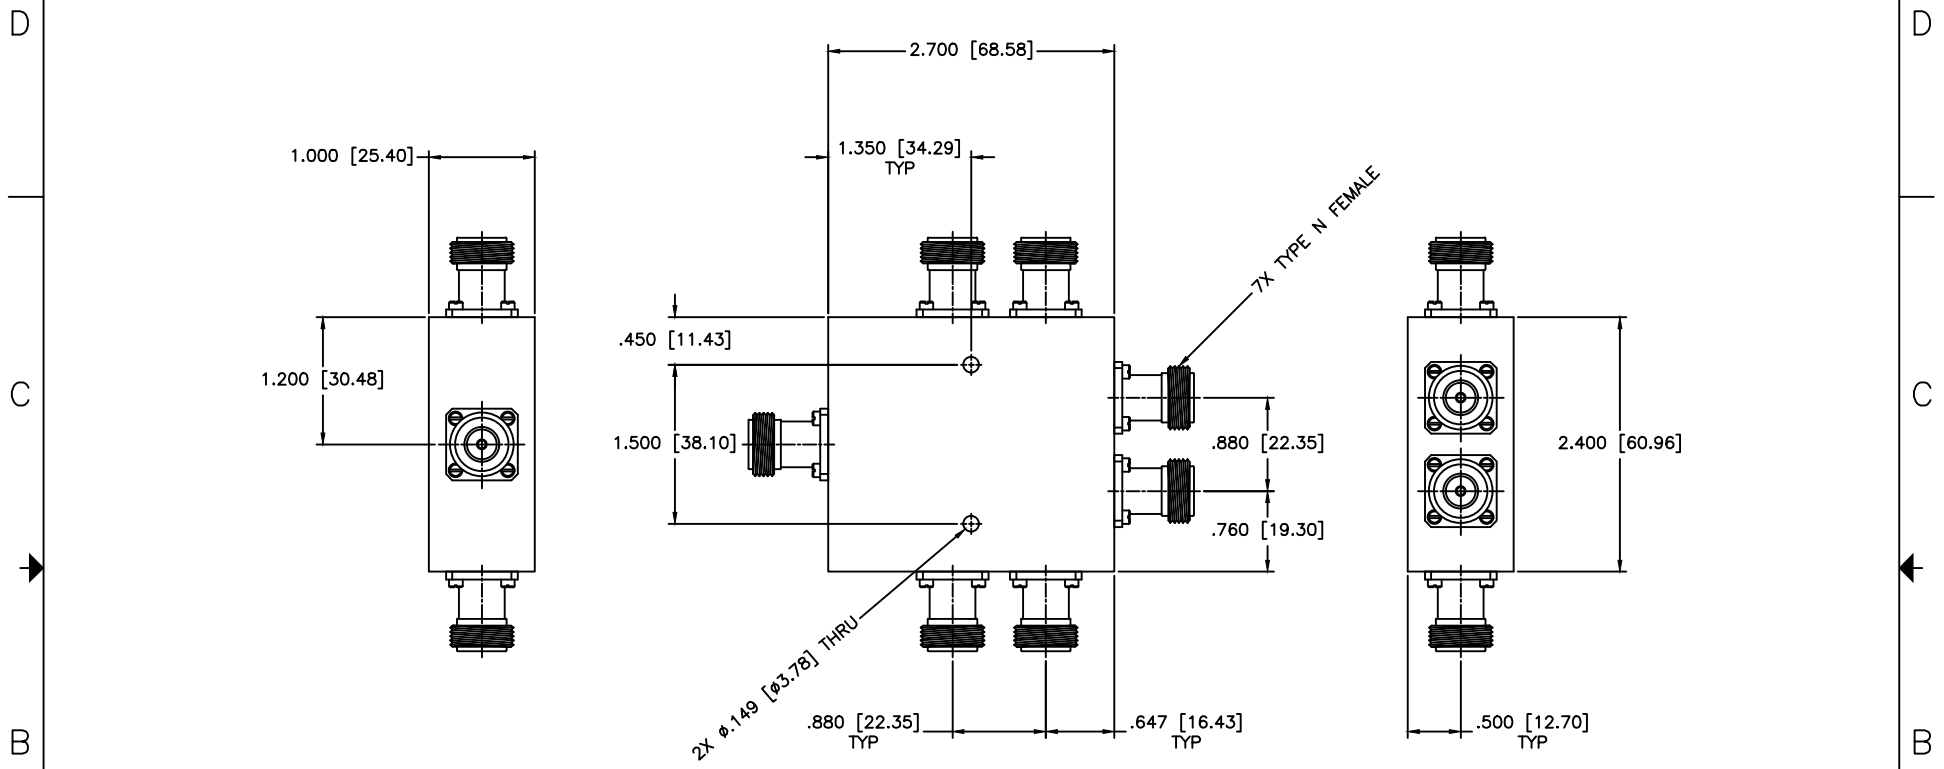 D
D
2.700 [68.58]
1.000 [25.40]
1.350 [34.29]
TYP
7X TYPE N FEMALE
.450 [11.43]
1.200 [30.48]
C
C
1.500 [38.10]
.880 [22.35]
2.400 [60.96]
.760 [19.30]
2X ø.149 [ø3.78] THRU
.880 [22.35]
TYP
.647 [16.43]
TYP
.500 [12.70]
TYP
B
B